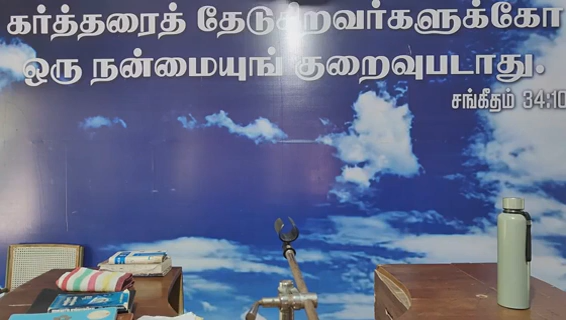 கர்த்தரைத் தேடுகிறவர்களுக்கோ
ஒரு நன்மையுங் குறைவுபடாது.
சங்கீதம் 34:10